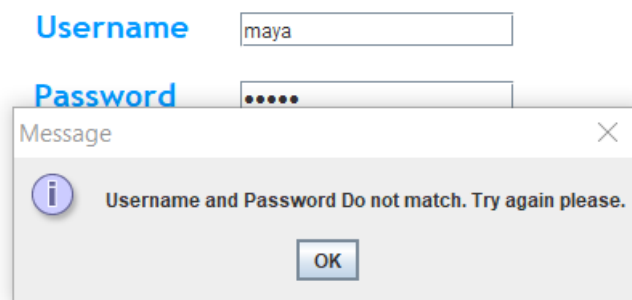 Username maya
Password •••••
Message
Username and Password Do not match. Try again please.
OK